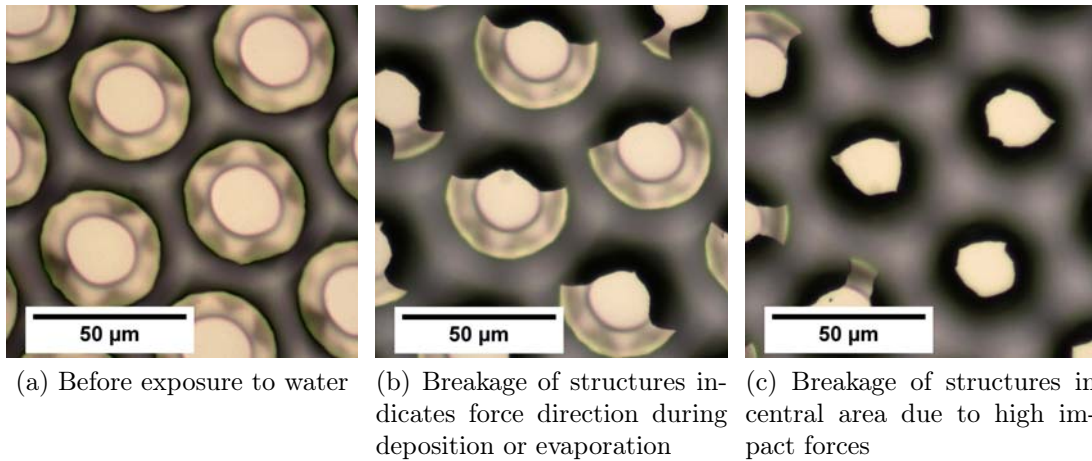 50 µm
50 µm
50 µm
(a) Before exposure to water
(b) Breakage of structures in-
dicates force direction during
deposition or evaporation
(c) Breakage of structures in
central area due to high im-
pact forces